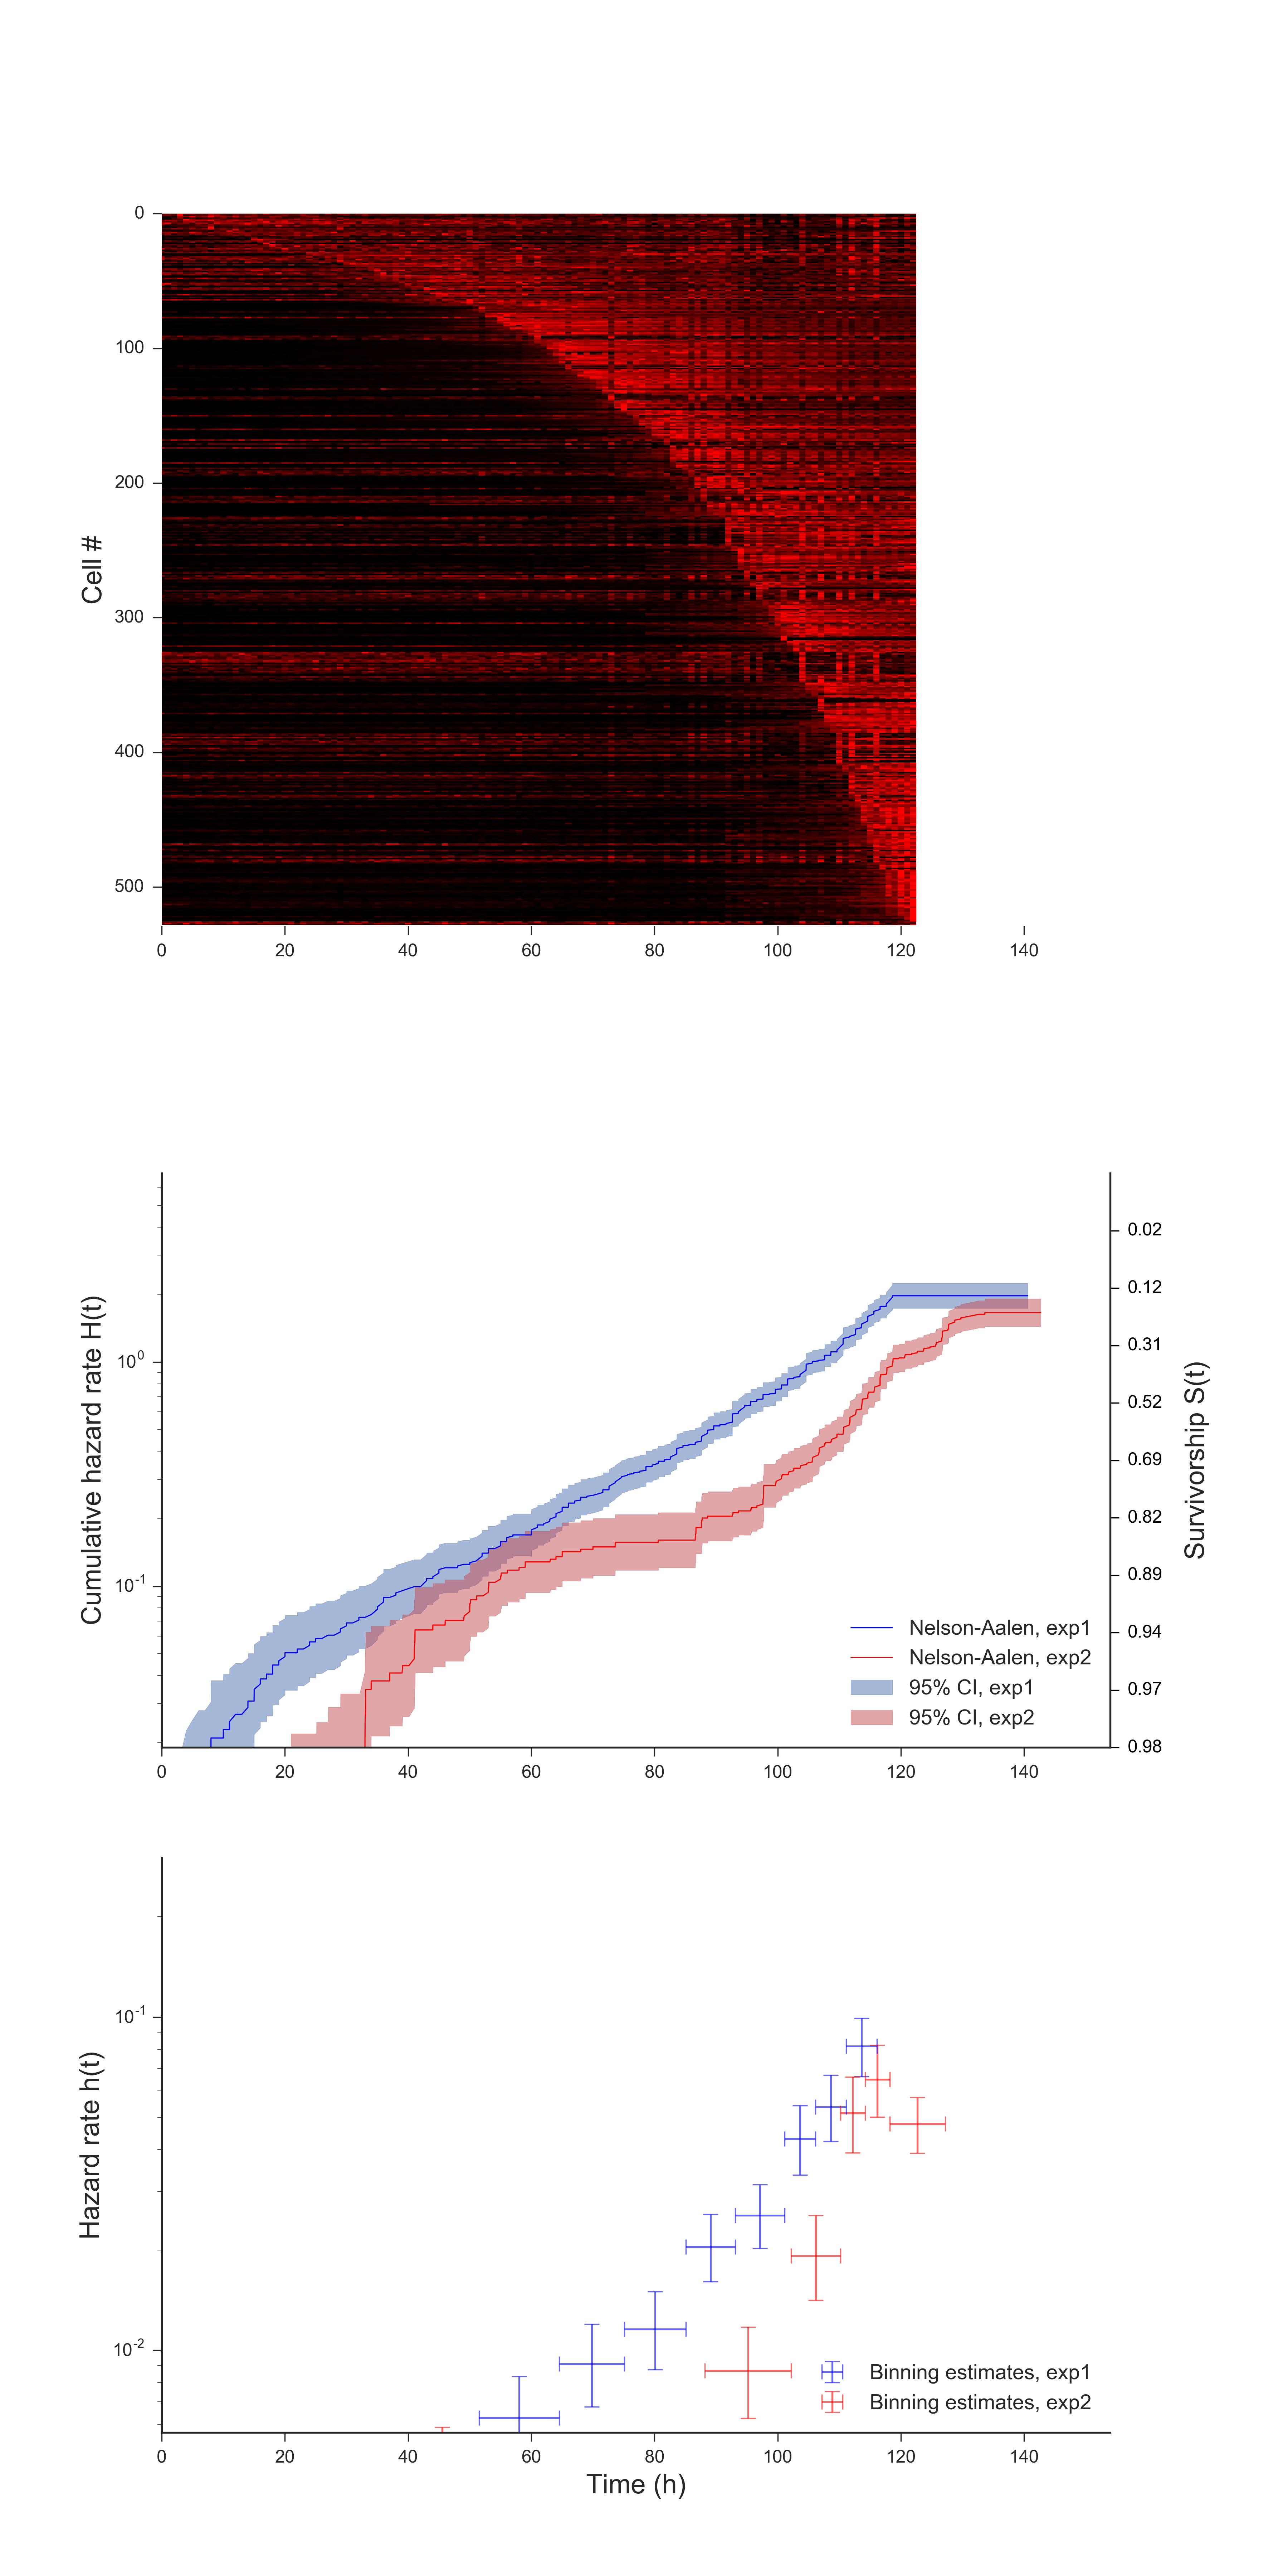 0
100
200
300
400
500
Cell #
0 20 40 60 80 100 120 140
Cumulative hazard rate H(t)
10^0
10^-1
0.02
0.12
0.31
0.52
0.69
0.82
0.89
0.94
0.97
0.98
Survivorship S(t)
Nelson-Aalen, exp1
Nelson-Aalen, exp2
95% CI, exp1
95% CI, exp2
0 20 40 60 80 100 120 140
Hazard rate h(t)
10^-1
10^-2
Binning estimates, exp1
Binning estimates, exp2
0 20 40 60 80 100 120 140
Time (h)